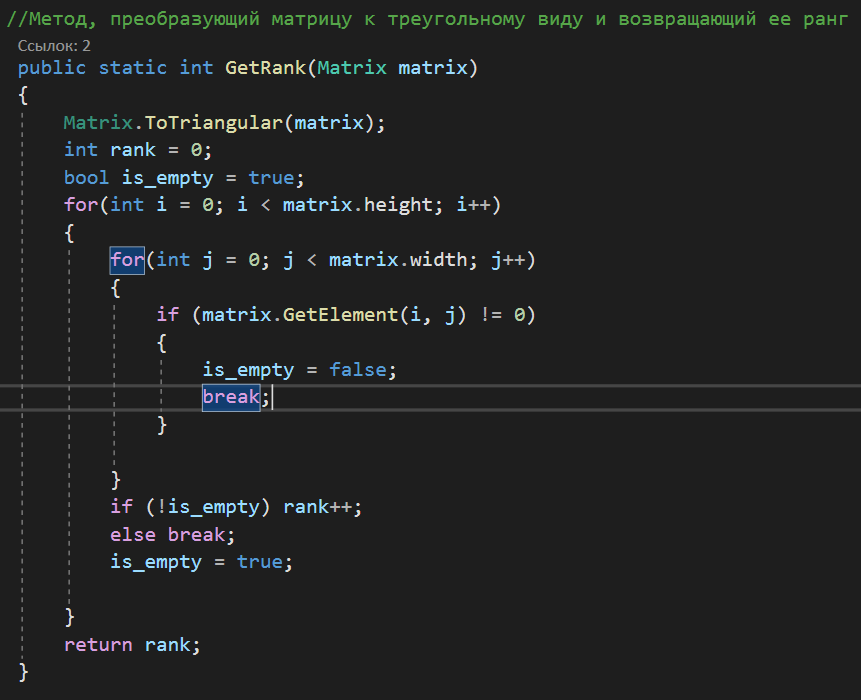 //Метод, преобразующий матрицу к треугольному виду и возвращающий ее ранг
Ссылок: 2
public static int GetRank(Matrix matrix)
{
    Matrix.ToTriangular(matrix);
    int rank = 0;
    bool is_empty = true;
    for(int i = 0; i < matrix.height; i++)
    {
        for(int j = 0; j < matrix.width; j++)
        {
            if (matrix.GetElement(i, j) != 0)
            {
                is_empty = false;
                break;
            }
        }
        if (!is_empty) rank++;
        else break;
        is_empty = true;
    }
    return rank;
}